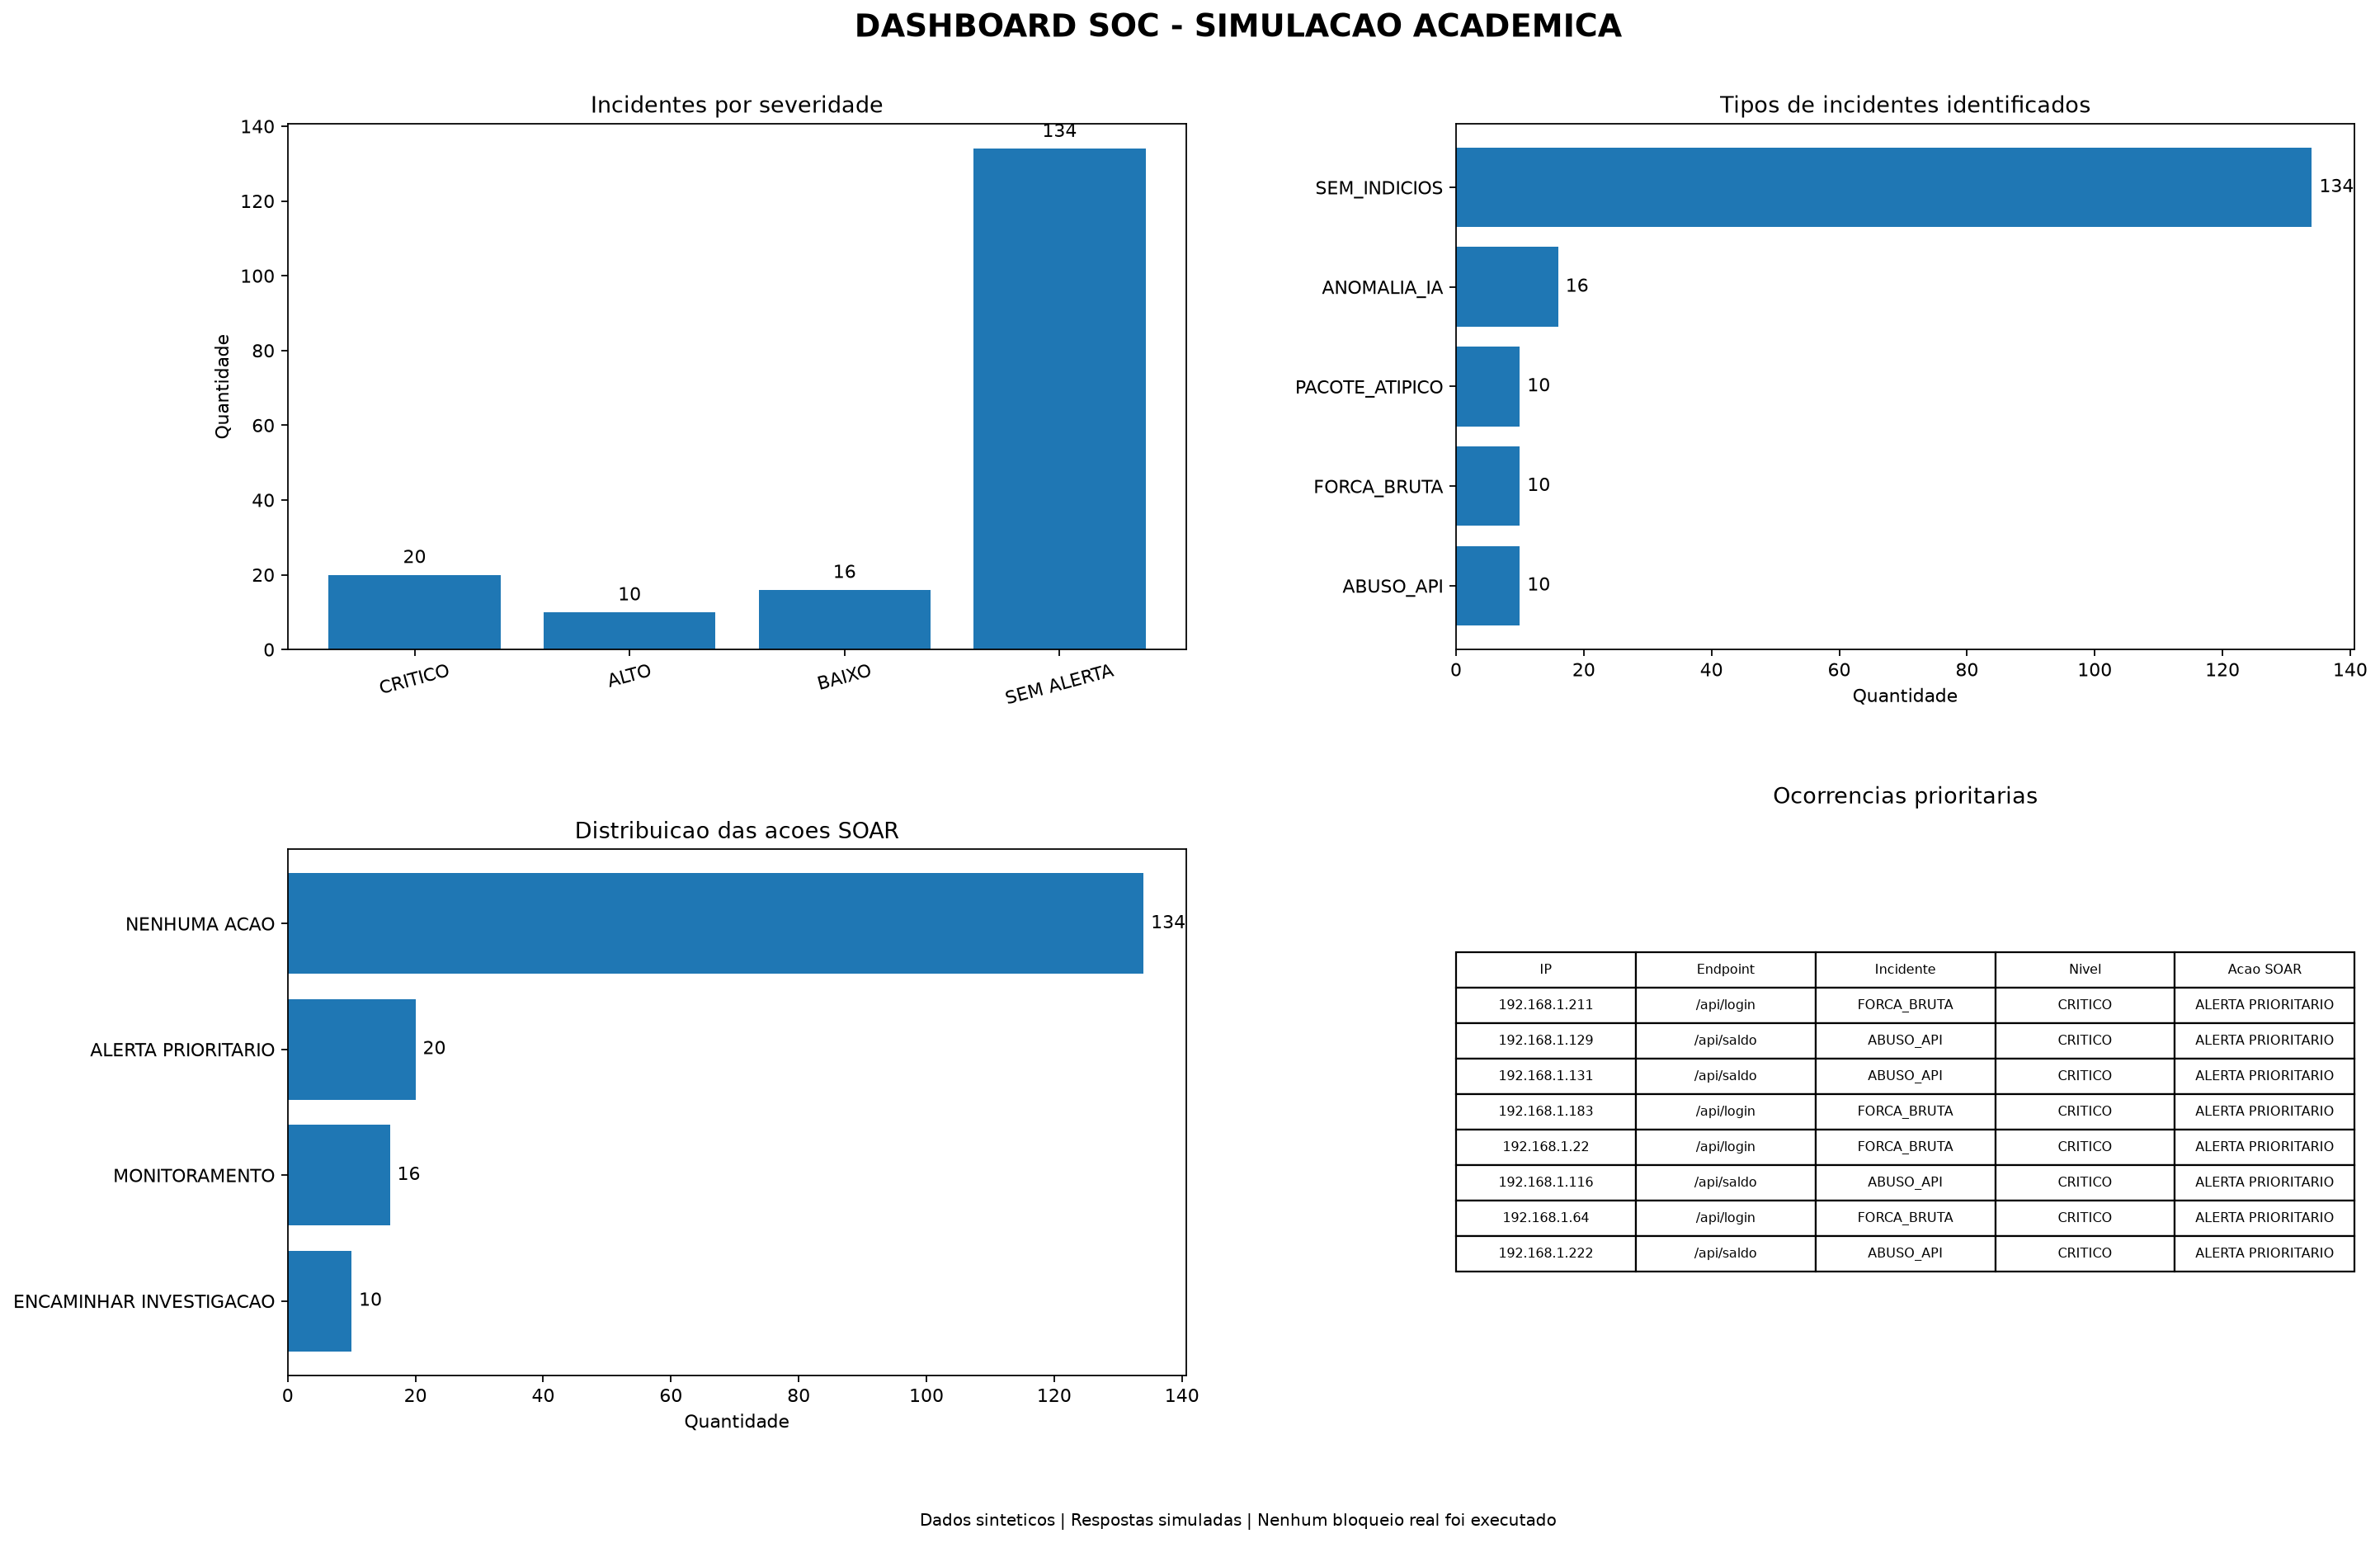 DASHBOARD SOC - SIMULACAO ACADEMICA
Incidentes por severidade
140
120
100
80
60
40
20
0
Quantidade
20
10
16
134
CRITICO
ALTO
BAIXO
SEM ALERTA
Tipos de incidentes identificados
SEM_INDICIOS
134
ANOMALIA_IA
16
PACOTE_ATIPICO
10
FORCA_BRUTA
10
ABUSO_API
10
0 20 40 60 80 100 120 140
Quantidade
Distribuicao das acoes SOAR
NENHUMA ACAO
134
ALERTA PRIORITARIO
20
MONITORAMENTO
16
ENCAMINHAR INVESTIGACAO
10
0 20 40 60 80 100 120 140
Quantidade
Ocorrencias prioritarias
IP Endpoint Incidente Nivel Acao SOAR
192.168.1.211 /api/login FORCA_BRUTA CRITICO ALERTA PRIORITARIO
192.168.1.129 /api/saldo ABUSO_API CRITICO ALERTA PRIORITARIO
192.168.1.131 /api/saldo ABUSO_API CRITICO ALERTA PRIORITARIO
192.168.1.183 /api/login FORCA_BRUTA CRITICO ALERTA PRIORITARIO
192.168.1.22 /api/login FORCA_BRUTA CRITICO ALERTA PRIORITARIO
192.168.1.116 /api/saldo ABUSO_API CRITICO ALERTA PRIORITARIO
192.168.1.64 /api/login FORCA_BRUTA CRITICO ALERTA PRIORITARIO
192.168.1.222 /api/saldo ABUSO_API CRITICO ALERTA PRIORITARIO
Dados sinteticos | Respostas simuladas | Nenhum bloqueio real foi executado